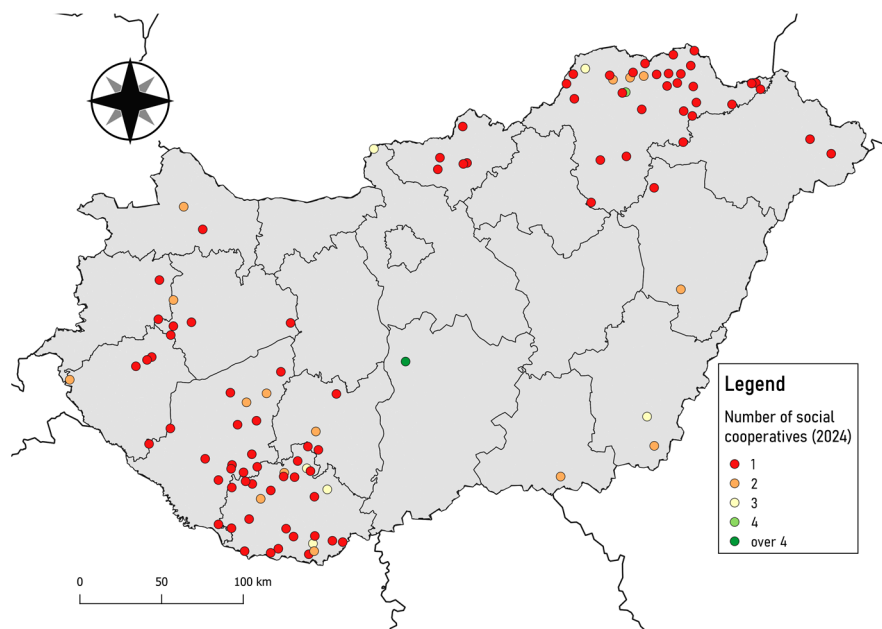 Legend
Number of social
cooperatives (2024)
1
2
3
4
over 4
0 50 100 km